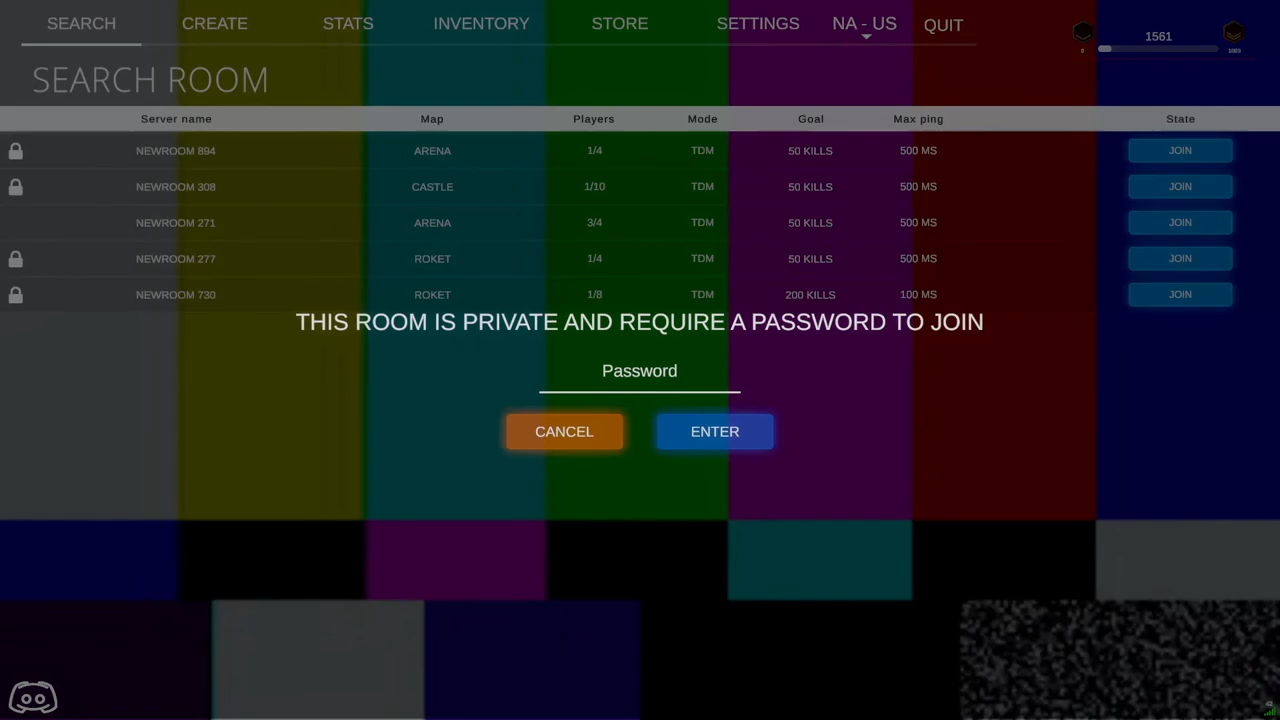 SEARCH CREATE STATS INVENTORY STORE SETTINGS NA - US QUIT
0 1561 1000
SEARCH ROOM
Server name Map Players Mode Goal Max ping State
NEWROOM 894 ARENA 1/4 TDM 50 KILLS 500 MS JOIN
NEWROOM 308 CASTLE 1/10 TDM 50 KILLS 500 MS JOIN
NEWROOM 271 ARENA 3/4 TDM 50 KILLS 500 MS JOIN
NEWROOM 277 ROKET 1/4 TDM 50 KILLS 500 MS JOIN
NEWROOM 730 ROKET 1/8 TDM 200 KILLS 100 MS JOIN
THIS ROOM IS PRIVATE AND REQUIRE A PASSWORD TO JOIN
Password
CANCEL ENTER